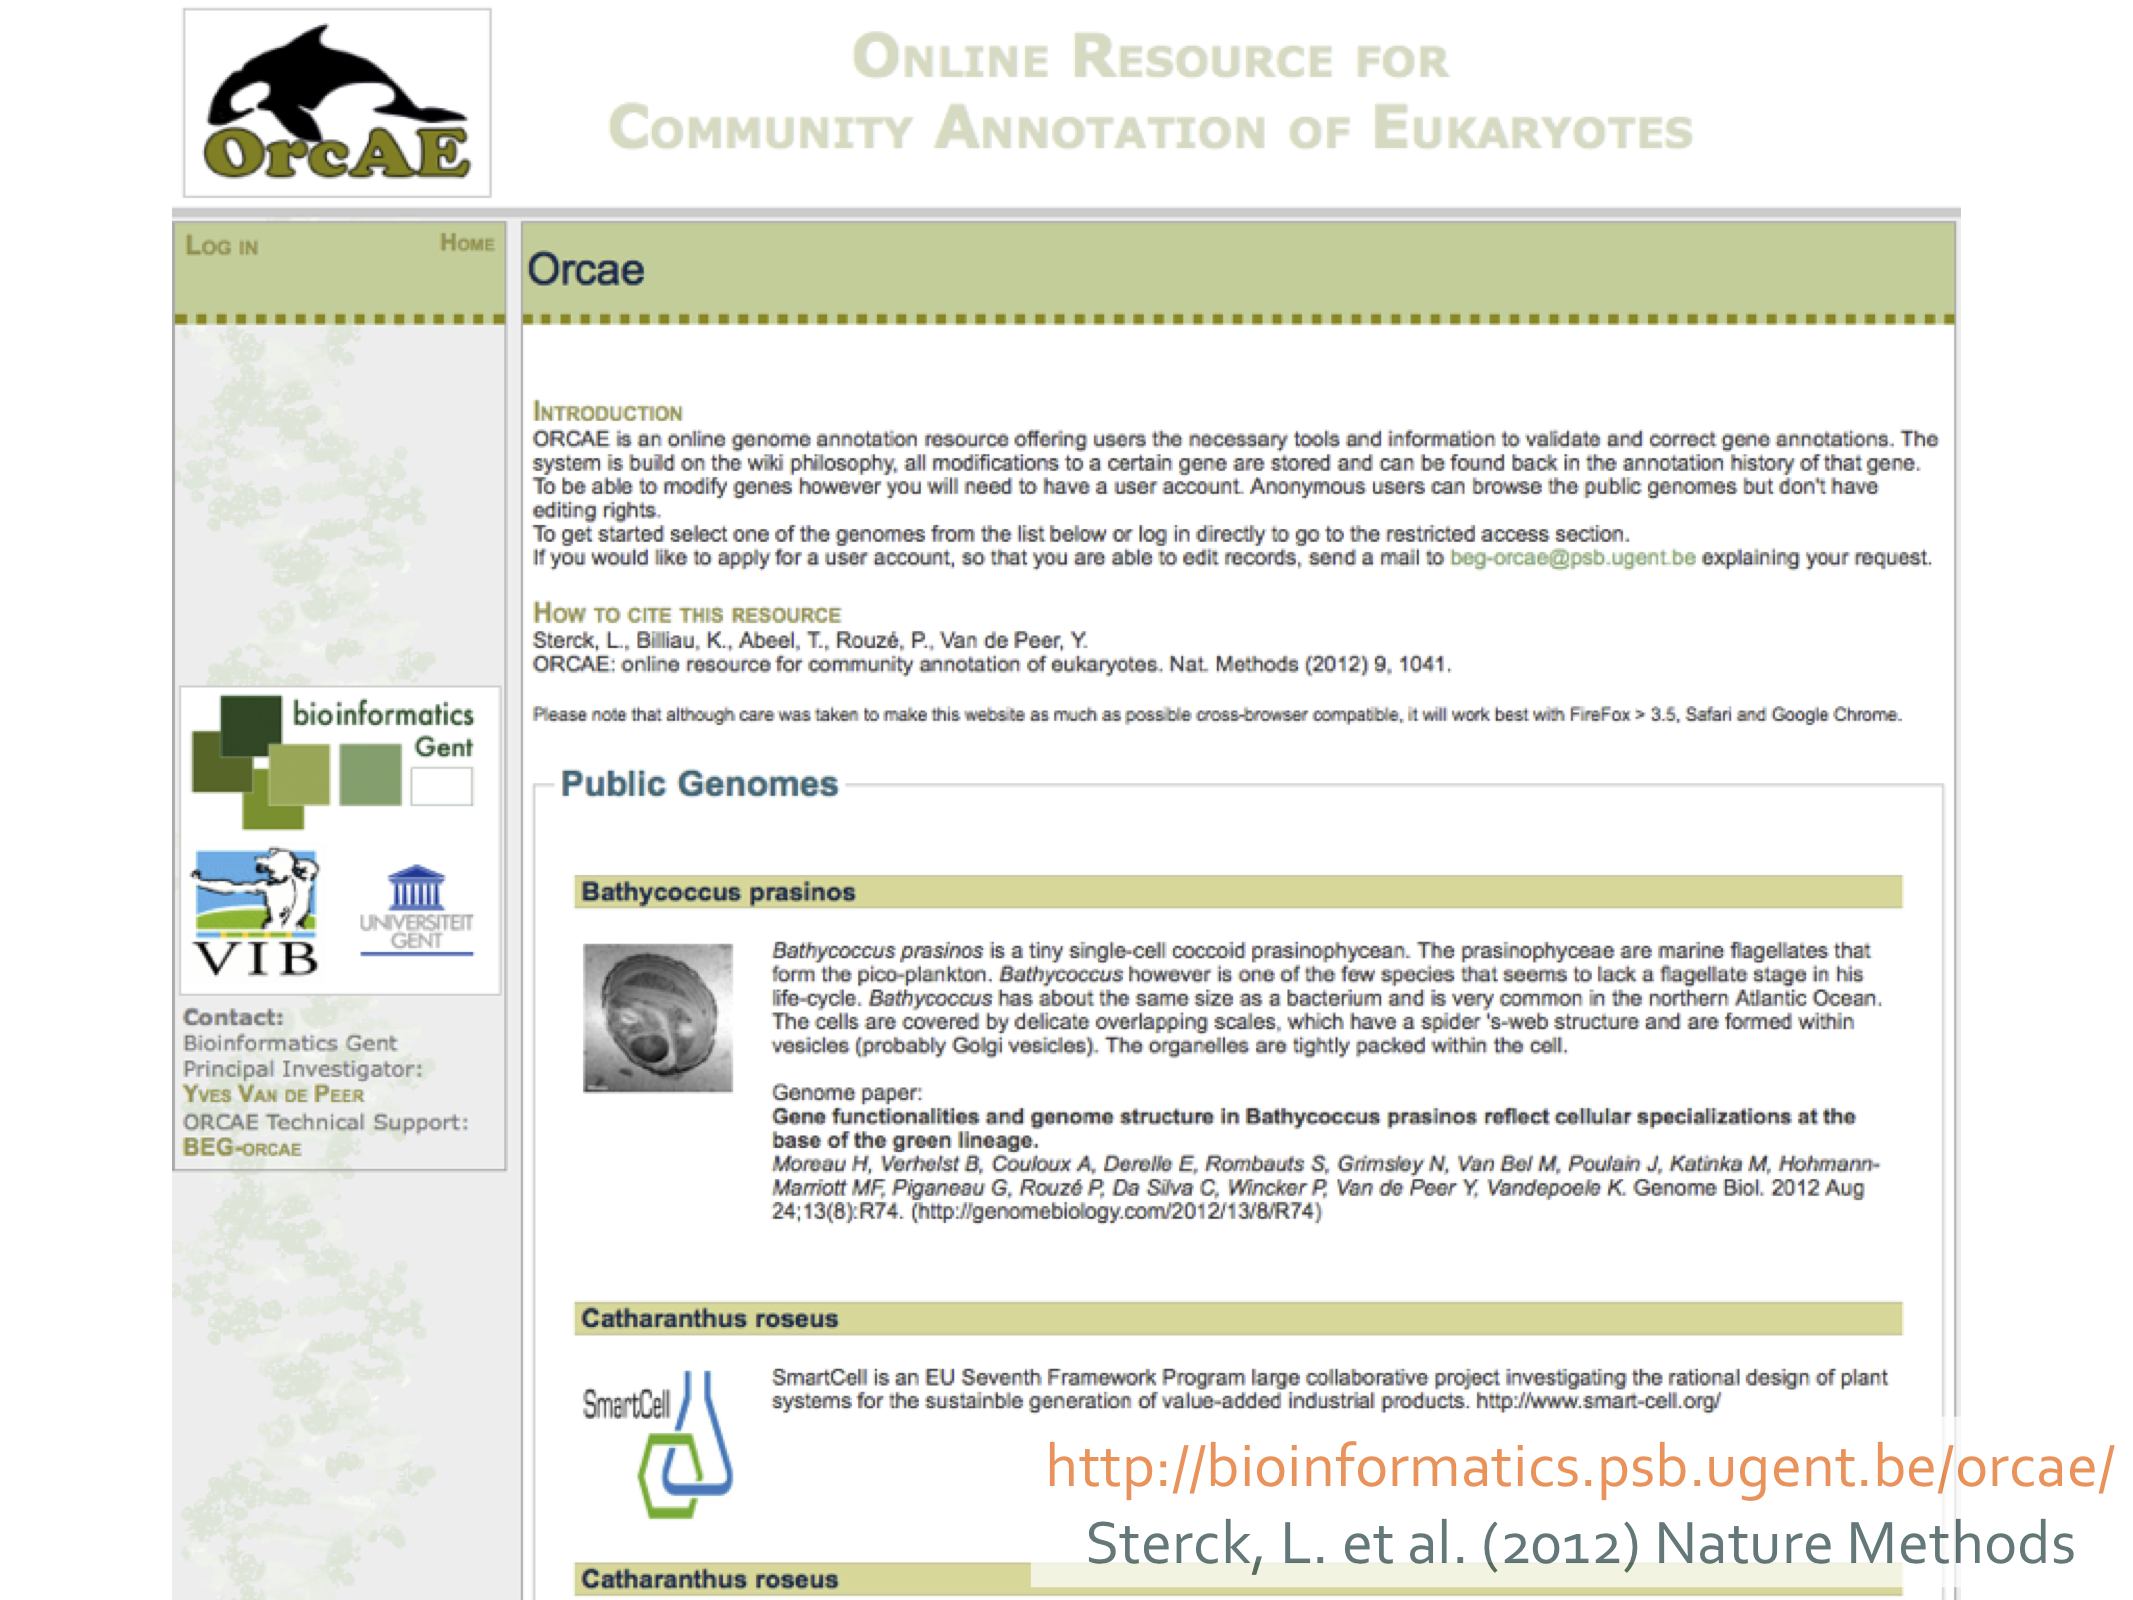 OrcAE
Online Resource for
Community Annotation of Eukaryotes
Log in Home
Orcae
Introduction
ORCAE is an online genome annotation resource offering users the necessary tools and information to validate and correct gene annotations. The
system is build on the wiki philosophy, all modifications to a certain gene are stored and can be found back in the annotation history of that gene.
To be able to modify genes however you will need to have a user account. Anonymous users can browse the public genomes but don't have
editing rights.
To get started select one of the genomes from the list below or log in directly to go to the restricted access section.
If you would like to apply for a user account, so that you are able to edit records, send a mail to beg-orcae@psb.ugent.be explaining your request.
How to cite this resource
Sterck, L., Billiau, K., Abeel, T., Rouzé, P., Van de Peer, Y.
ORCAE: online resource for community annotation of eukaryotes. Nat. Methods (2012) 9, 1041.
Please note that although care was taken to make this website as much as possible cross-browser compatible, it will work best with FireFox > 3.5, Safari and Google Chrome.
bioinformatics
Gent
VIB
UNIVERSITEIT
GENT
Contact:
Bioinformatics Gent
Principal Investigator:
Yves Van de Peer
ORCAE Technical Support:
BEG-orcae
Public Genomes
Bathycoccus prasinos
Bathycoccus prasinos is a tiny single-cell coccoid prasinophycean. The prasinophyceae are marine flagellates that
form the pico-plankton. Bathycoccus however is one of the few species that seems to lack a flagellate stage in his
life-cycle. Bathycoccus has about the same size as a bacterium and is very common in the northern Atlantic Ocean.
The cells are covered by delicate overlapping scales, which have a spider 's-web structure and are formed within
vesicles (probably Golgi vesicles). The organelles are tightly packed within the cell.
Genome paper:
Gene functionalities and genome structure in Bathycoccus prasinos reflect cellular specializations at the
base of the green lineage.
Moreau H, Verhelst B, Couloux A, Derelle E, Rombauts S, Grimsley N, Van Bel M, Poulain J, Katinka M, Hohmann-
Marriott MF, Piganeau G, Rouzé P, Da Silva C, Wincker P, Van de Peer Y, Vandepoele K. Genome Biol. 2012 Aug
24;13(8):R74. (http://genomebiology.com/2012/13/8/R74)
Catharanthus roseus
SmartCell
SmartCell is an EU Seventh Framework Program large collaborative project investigating the rational design of plant
systems for the sustainble generation of value-added industrial products. http://www.smart-cell.org/
http://bioinformatics.psb.ugent.be/orcae/
Sterck, L. et al. (2012) Nature Methods
Catharanthus roseus